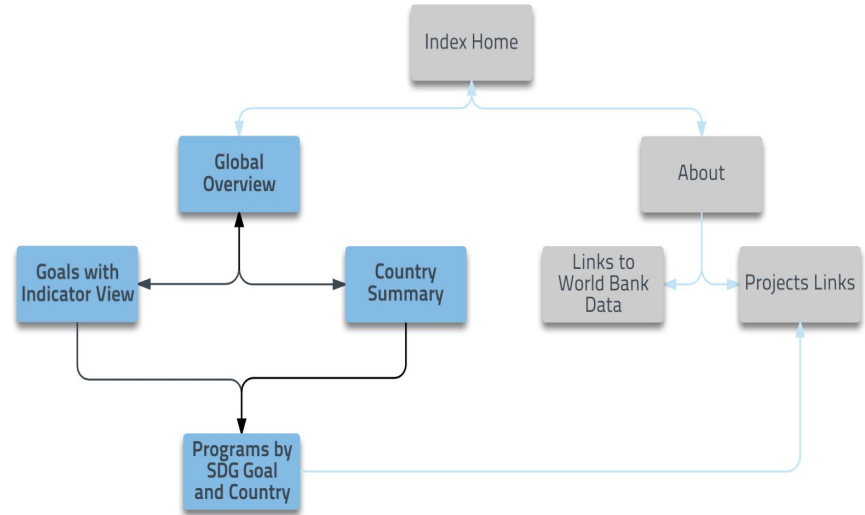 Index Home
Global
Overview
About
Goals with
Indicator View
Country
Summary
Links to
World Bank
Data
Projects Links
Programs by
SDG Goal
and Country